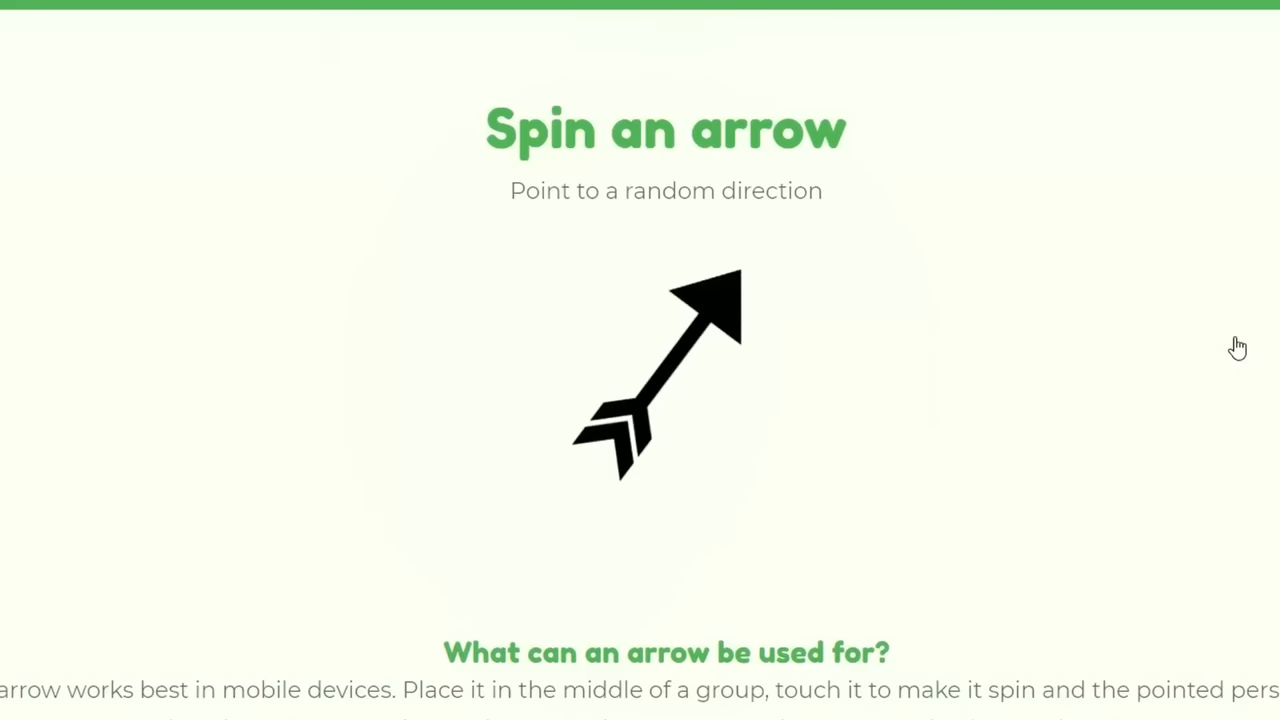 Spin an arrow
Point to a random direction
What can an arrow be used for?
arrow works best in mobile devices. Place it in the middle of a group, touch it to make it spin and the pointed pers